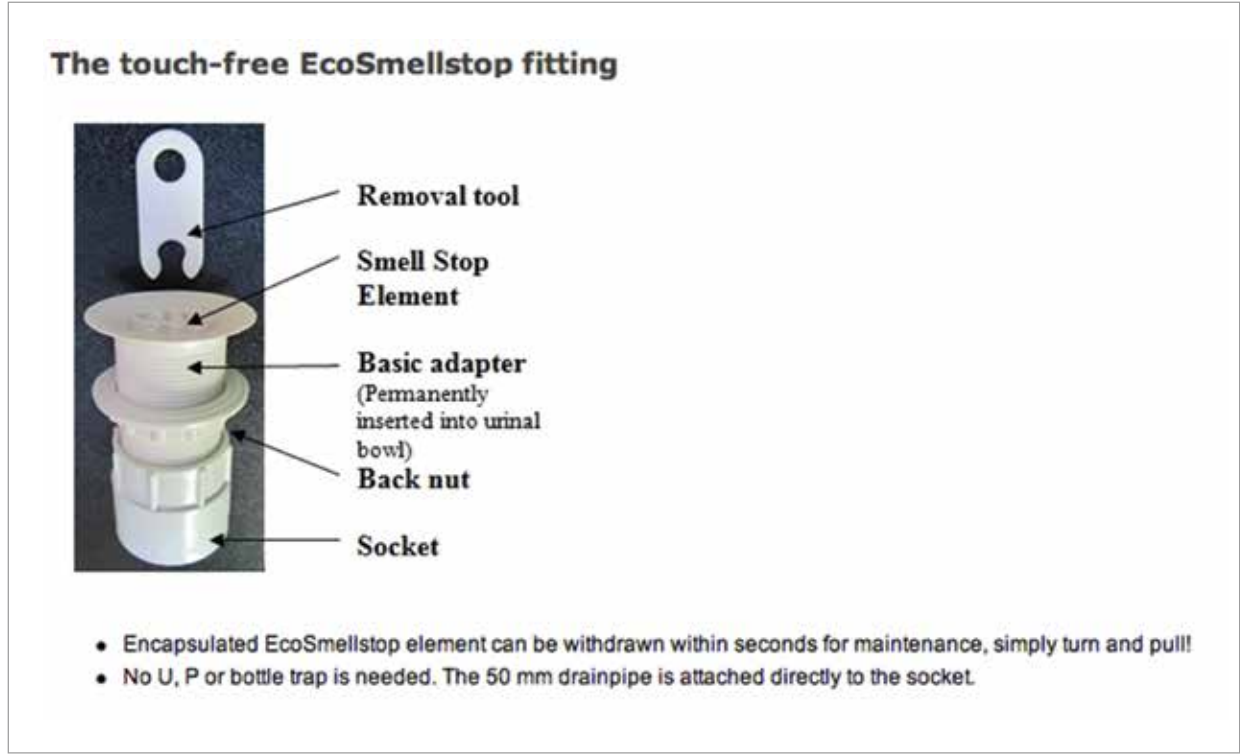 The touch-free EcoSmellstop fitting
Removal tool
Smell Stop
Element
Basic adapter
(Permanently
inserted into urinal
bowl)
Back nut
Socket
• Encapsulated EcoSmellstop element can be withdrawn within seconds for maintenance, simply turn and pull!
• No U, P or bottle trap is needed. The 50 mm drainpipe is attached directly to the socket.